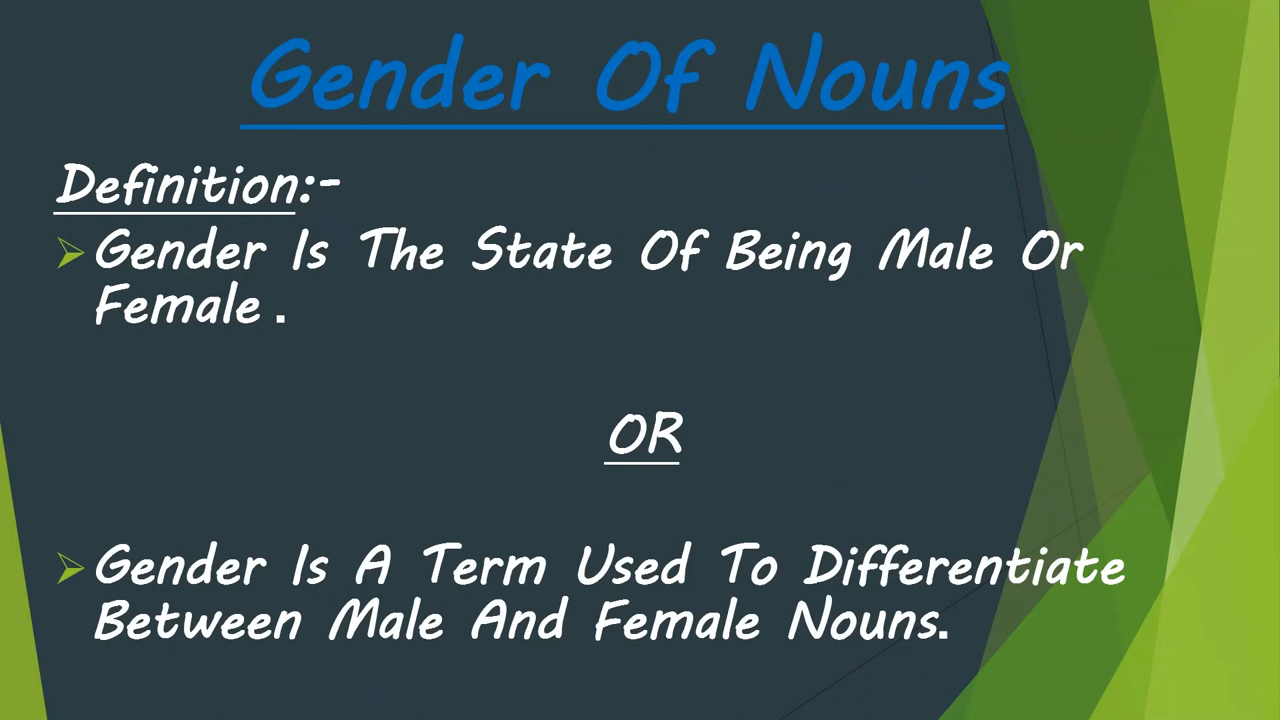 Gender Of Nouns
Definition:-
Gender Is The State Of Being Male Or
Female .
OR
Gender Is A Term Used To Differentiate
Between Male And Female Nouns.